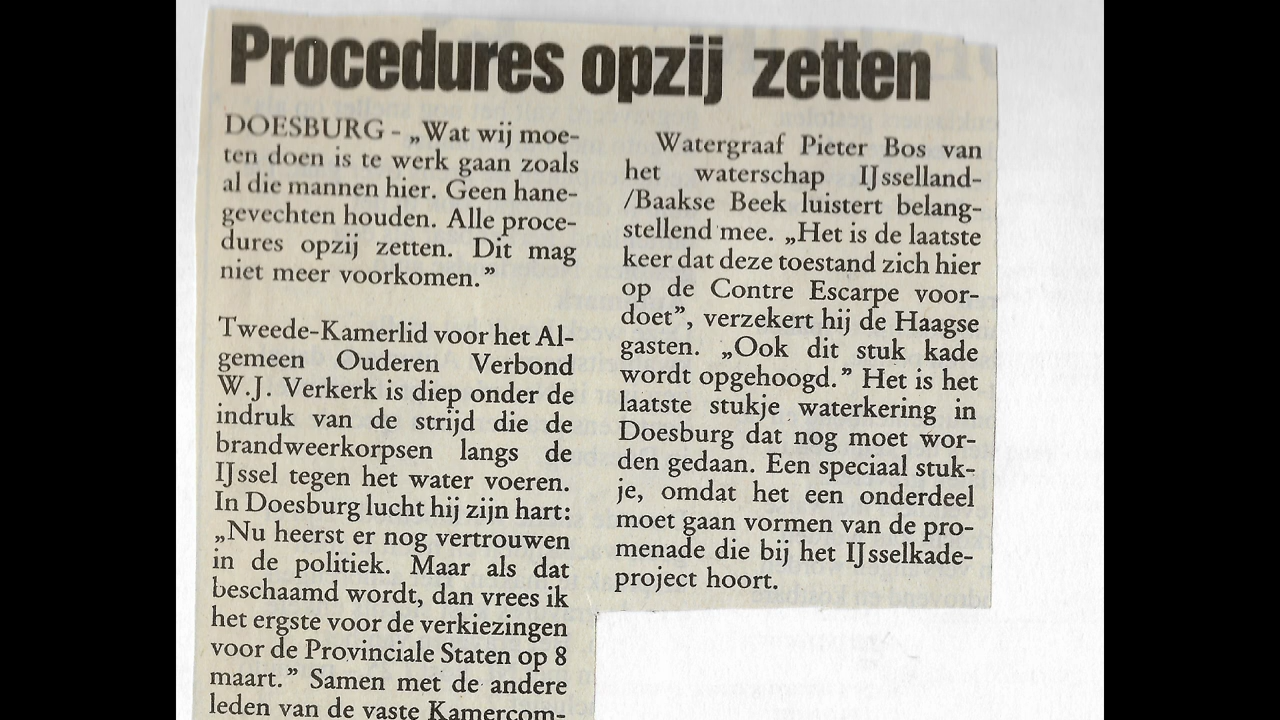 Procedures opzij zetten
DOESBURG - „Wat wij moe-
ten doen is te werk gaan zoals
al die mannen hier. Geen hane-
gevechten houden. Alle proce-
dures opzij zetten. Dit mag
niet meer voorkomen.”
Tweede-Kamerlid voor het Al-
gemeen Ouderen Verbond
W.J. Verkerk is diep onder de
indruk van de strijd die de
brandweerkorpsen langs de
IJssel tegen het water voeren.
In Doesburg lucht hij zijn hart:
„Nu heerst er nog vertrouwen
in de politiek. Maar als dat
beschaamd wordt, dan vrees ik
het ergste voor de verkiezingen
voor de Provinciale Staten op 8
maart.” Samen met de andere
leden van de vaste Kamercom-
Watergraaf Pieter Bos van
het waterschap IJsselland-
/Baakse Beek luistert belang-
stellend mee. „Het is de laatste
keer dat deze toestand zich hier
op de Contre Escarpe voor-
doet”, verzekert hij de Haagse
gasten. „Ook dit stuk kade
wordt opgehoogd.” Het is het
laatste stukje waterkering in
Doesburg dat nog moet wor-
den gedaan. Een speciaal stuk-
je, omdat het een onderdeel
moet gaan vormen van de pro-
menade die bij het IJsselkade-
project hoort.